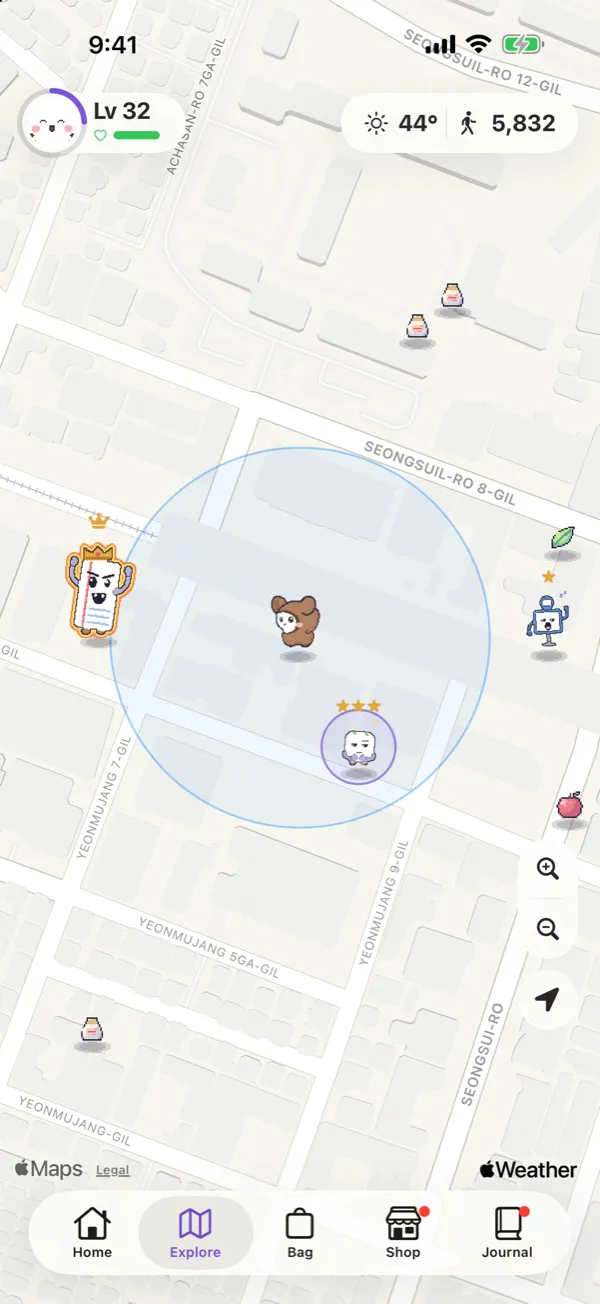 9:41
SEONGSUIL-RO 12-GIL
Lv 32
44°
5,832
ACHASAN-RO 7GA-GIL
SEONGSUIL-RO 8-GIL
GIL
YEONMUJANG 7-GIL
YEONMUJANG 9-GIL
YEONMUJANG 5GA-GIL
SEONGSUI-RO
YEONMUJANG-GIL
Maps
Legal
Weather
Home
Explore
Bag
Shop
Journal